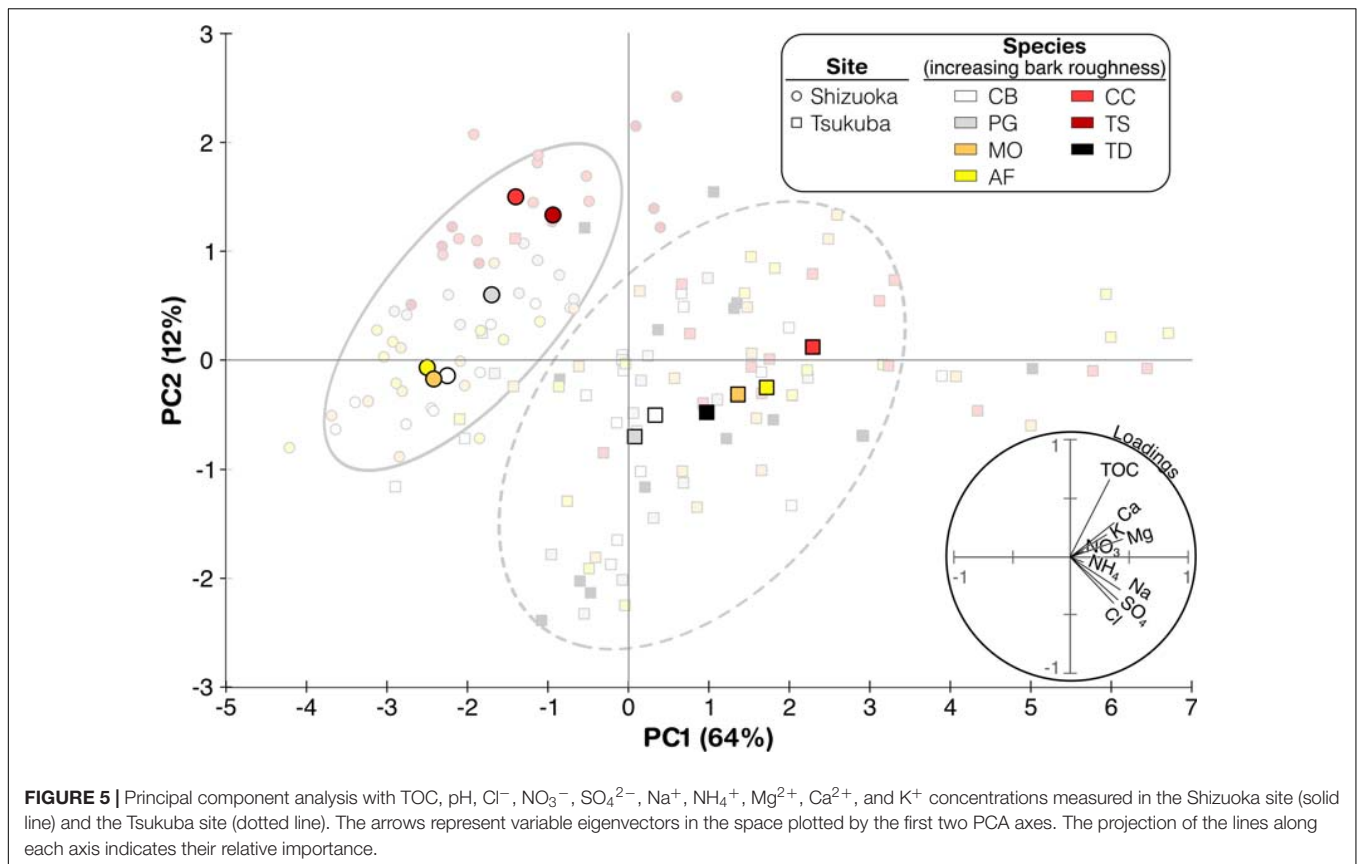 3
2
1
0
-1
-2
-3
PC2 (12%)
-5 -4 -3 -2 -1 0 1 2 3 4 5 6 7
PC1 (64%)
Site
Shizuoka
Tsukuba
Species
(increasing bark roughness)
CB CC
PG TS
MO TD
AF
Loadings
1
TOC
Ca
K
Mg
NO₃
NH₄
Na
SO₄
Cl
-1 1
-1
FIGURE 5 | Principal component analysis with TOC, pH, Cl⁻, NO₃⁻, SO₄²⁻, Na⁺, NH₄⁺, Mg²⁺, Ca²⁺, and K⁺ concentrations measured in the Shizuoka site (solid
line) and the Tsukuba site (dotted line). The arrows represent variable eigenvectors in the space plotted by the first two PCA axes. The projection of the lines along
each axis indicates their relative importance.